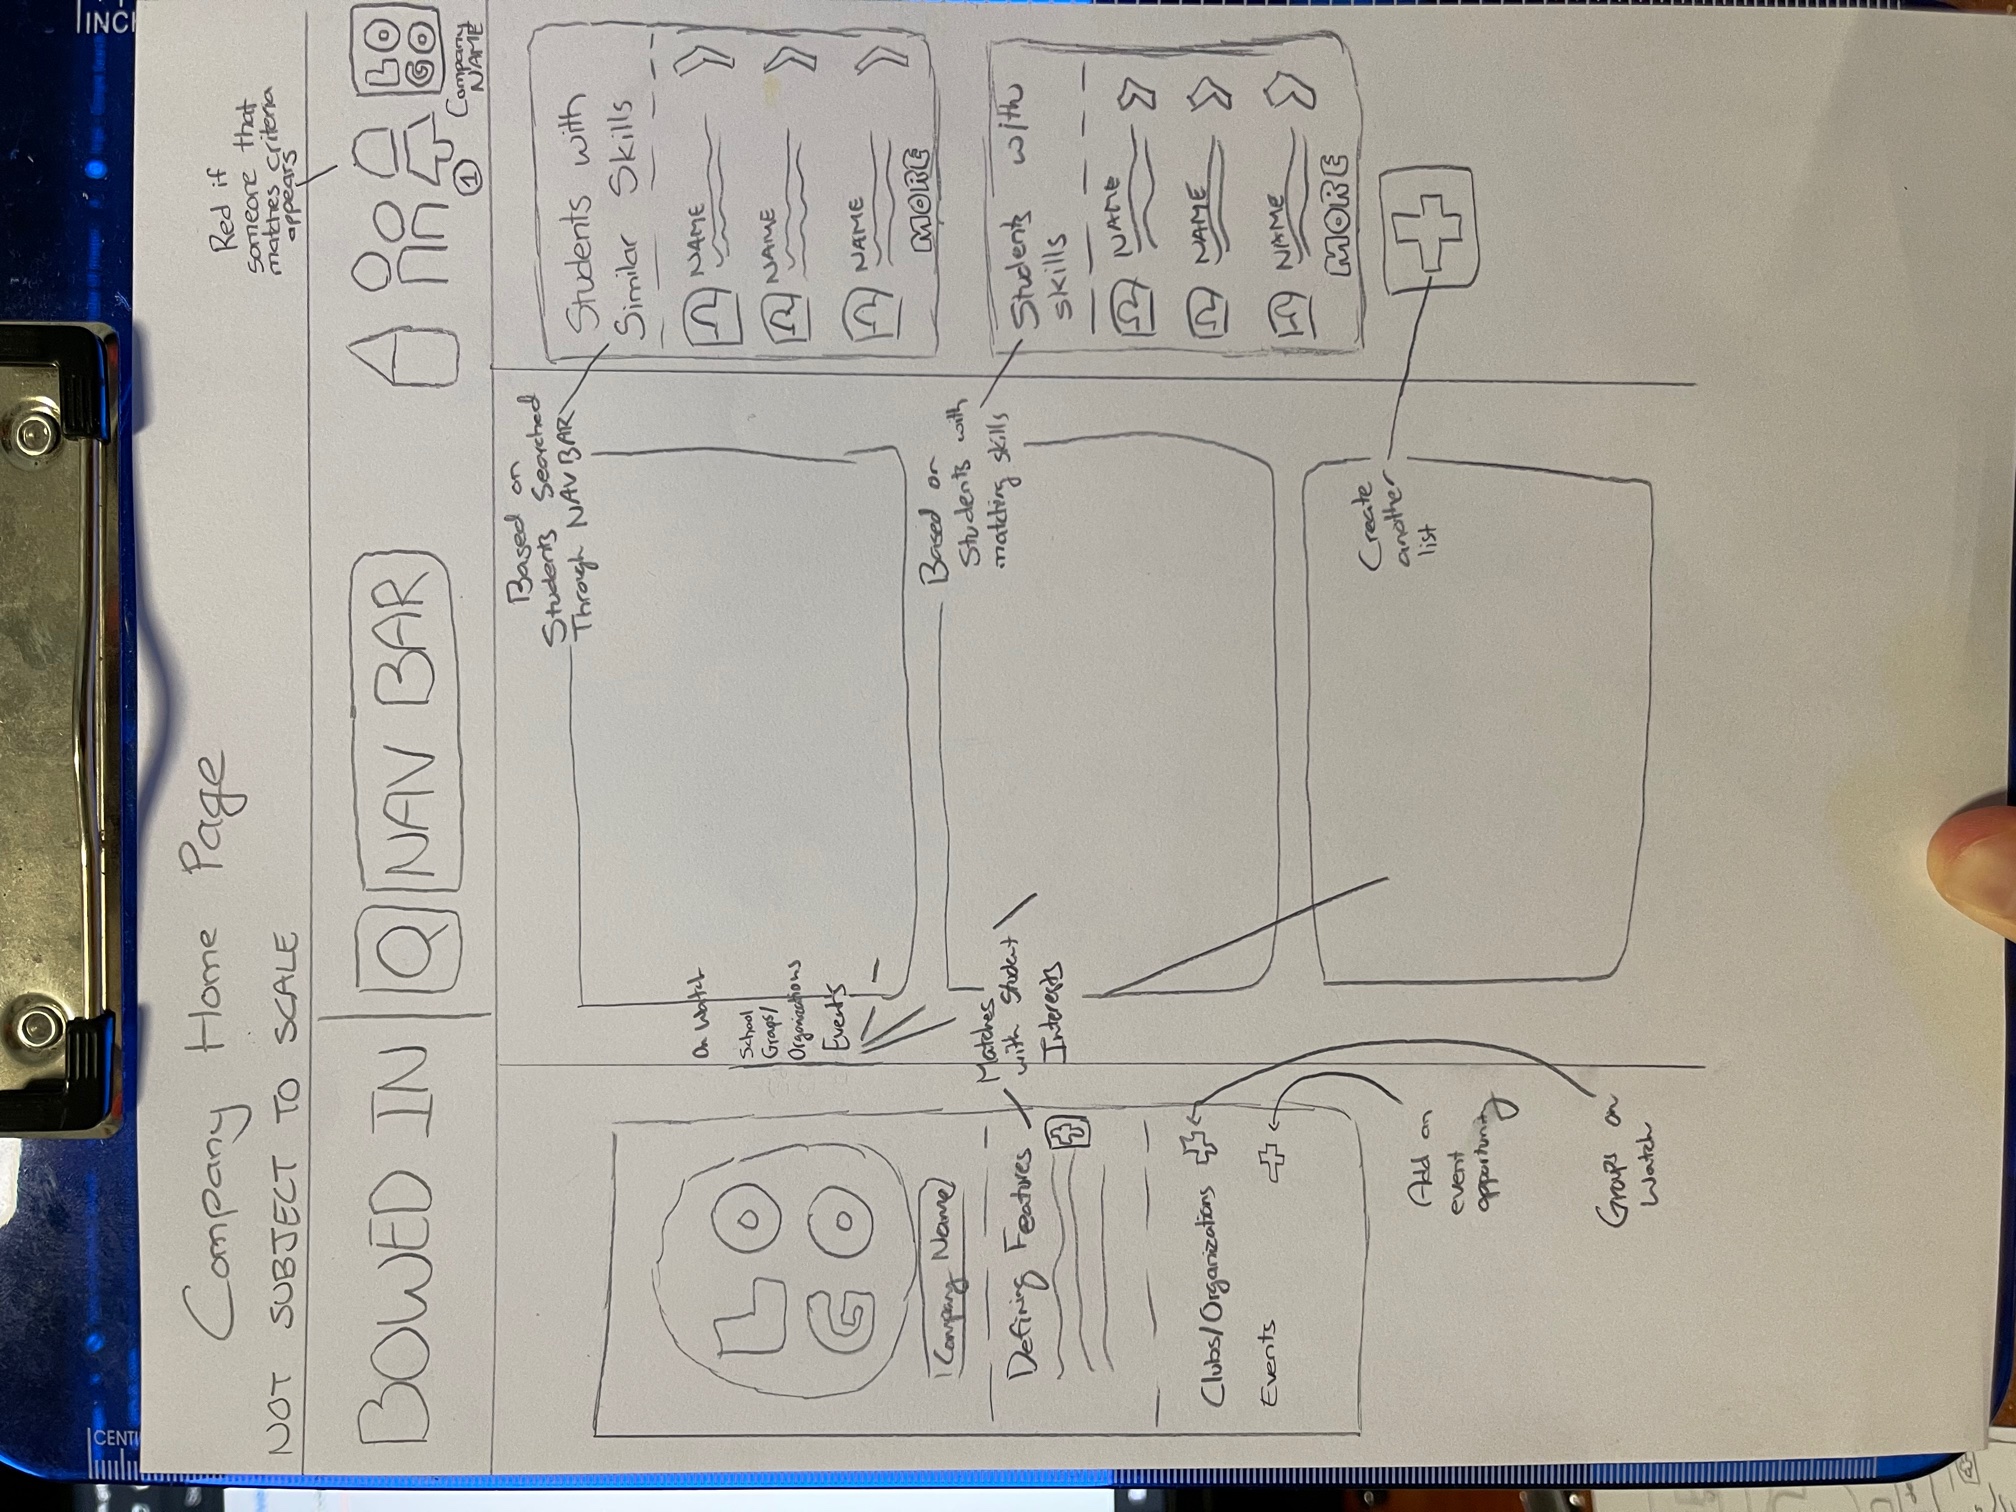 CENTI
INCH
Company Home Page
NOT SUBJECT TO SCALE
Red if
someone that
matches criteria
appears
BOWED IN
Q
NAV BAR
1
LO
GO
Company
NAME
LO
GO
Company Name
Defining Features
Clubs/Organizations
Events
Add an
event
opportunity
Groups on
Watch
On Watch
School
Groups/
Organizations
Events
Matches
with Student
Interests
Based on
Students Searched
Through NAV BAR
Based on
Students with
matching skills
Create
another
list
Students with
Similar Skills
NAME
NAME
NAME
MORE
Students with
skills
NAME
NAME
NAME
MORE